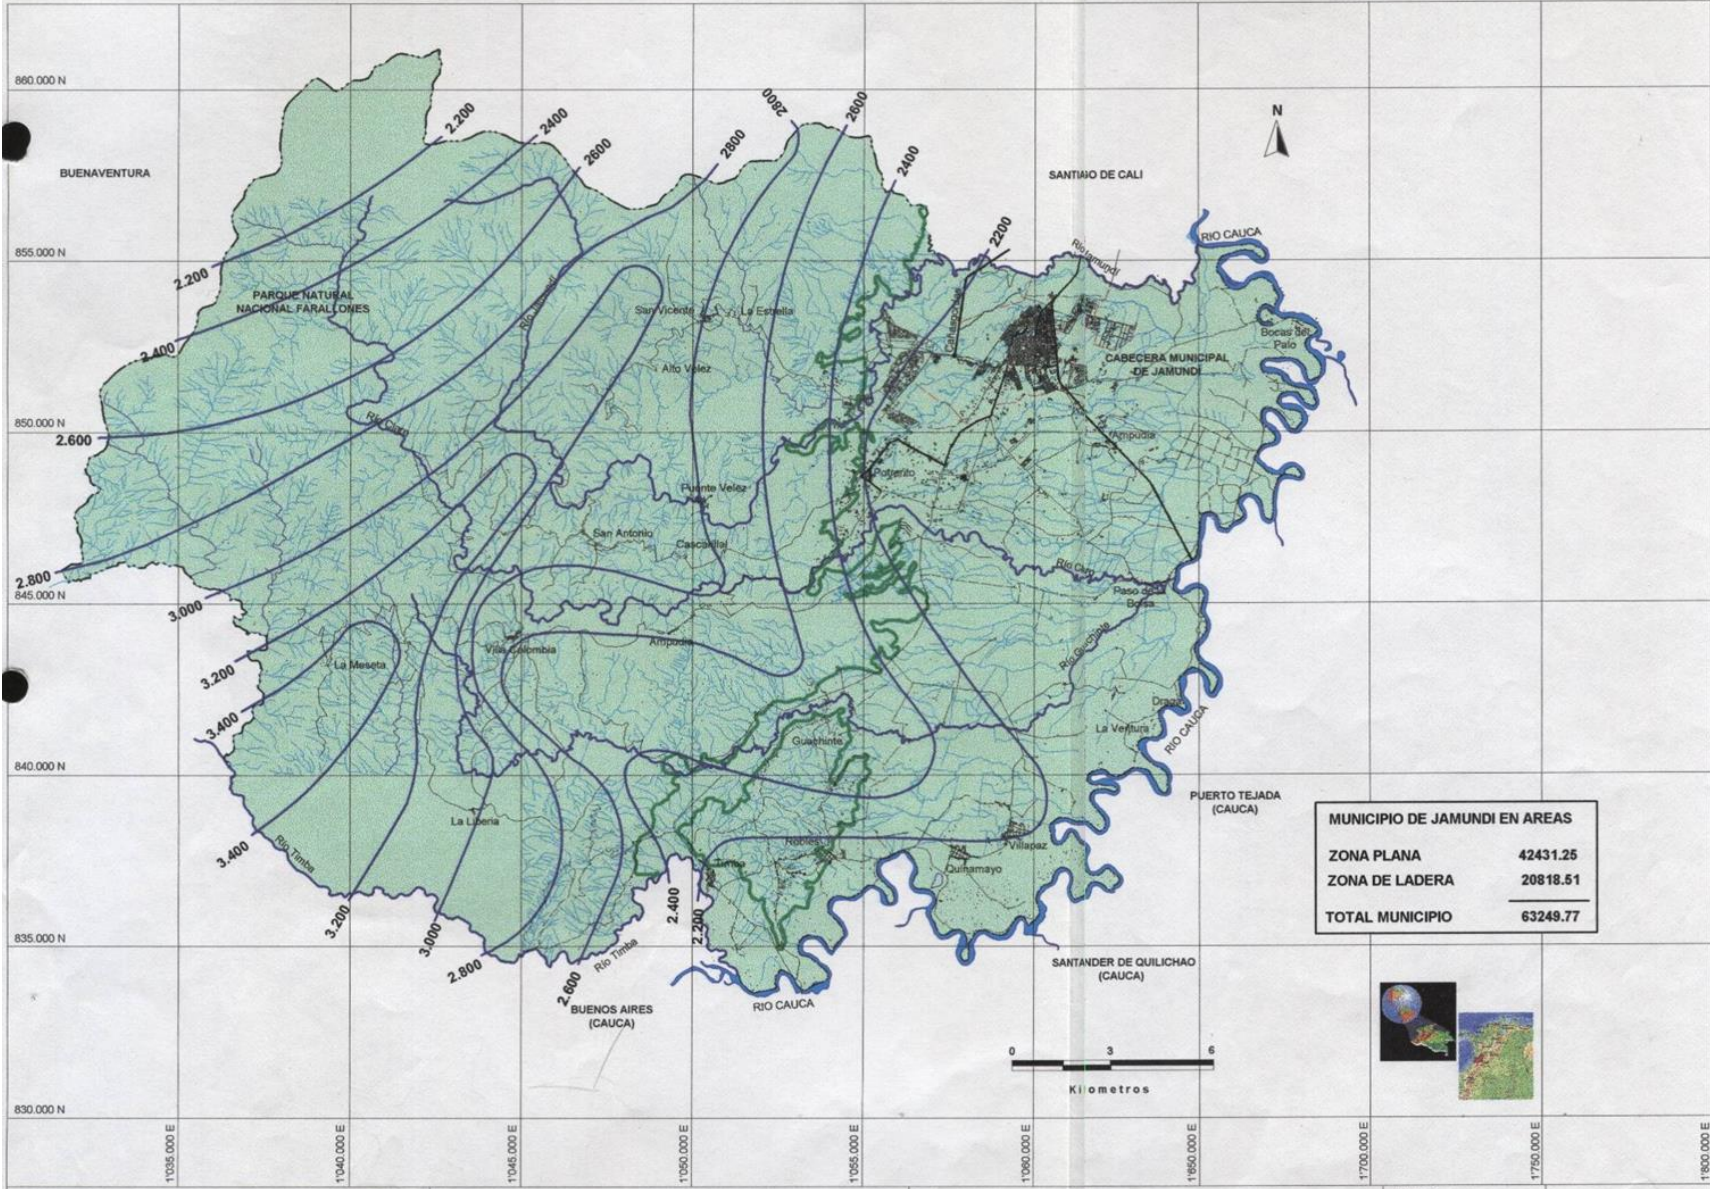 860.000 N
2.200
2400
2600
2800
2800
2600
2400
N
BUENAVENTURA
SANTIAGO DE CALI
2200
RIO CAUCA
Río Jamundí
855.000 N
2.200
PARQUE NATURAL
NACIONAL FARALLONES
San Vicente
La Estrella
Bocas del
Palo
2.400
CABECERA MUNICIPAL
DE JAMUNDI
Alto Velez
850.000 N
2.600
Río Claro
Ampudia
Potrerito
Puente Velez
San Antonio
Cascarillal
Río Claro
2.800
845.000 N
3.000
Paso de la
Bolsa
Río Guachinte
Ampudia
Villa Colombia
La Meseta
3.200
3.400
La Ventura
RIO CAUCA
Guachinte
840.000 N
PUERTO TEJADA
(CAUCA)
La Liberia
3.400
Río Timba
Robles
Villapaz
Timba
Quinamayo
MUNICIPIO DE JAMUNDI EN AREAS
ZONA PLANA 42431.25
ZONA DE LADERA 20818.51
TOTAL MUNICIPIO 63249.77
3.200
3.000
2.400
2.200
835.000 N
2.800
2.600
Río Timba
SANTANDER DE QUILICHAO
(CAUCA)
BUENOS AIRES
(CAUCA)
RIO CAUCA
0 3 6
Kilometros
830.000 N
1'035.000 E
1'040.000 E
1'045.000 E
1'050.000 E
1'055.000 E
1'060.000 E
1'650.000 E
1'700.000 E
1'750.000 E
1'800.000 E